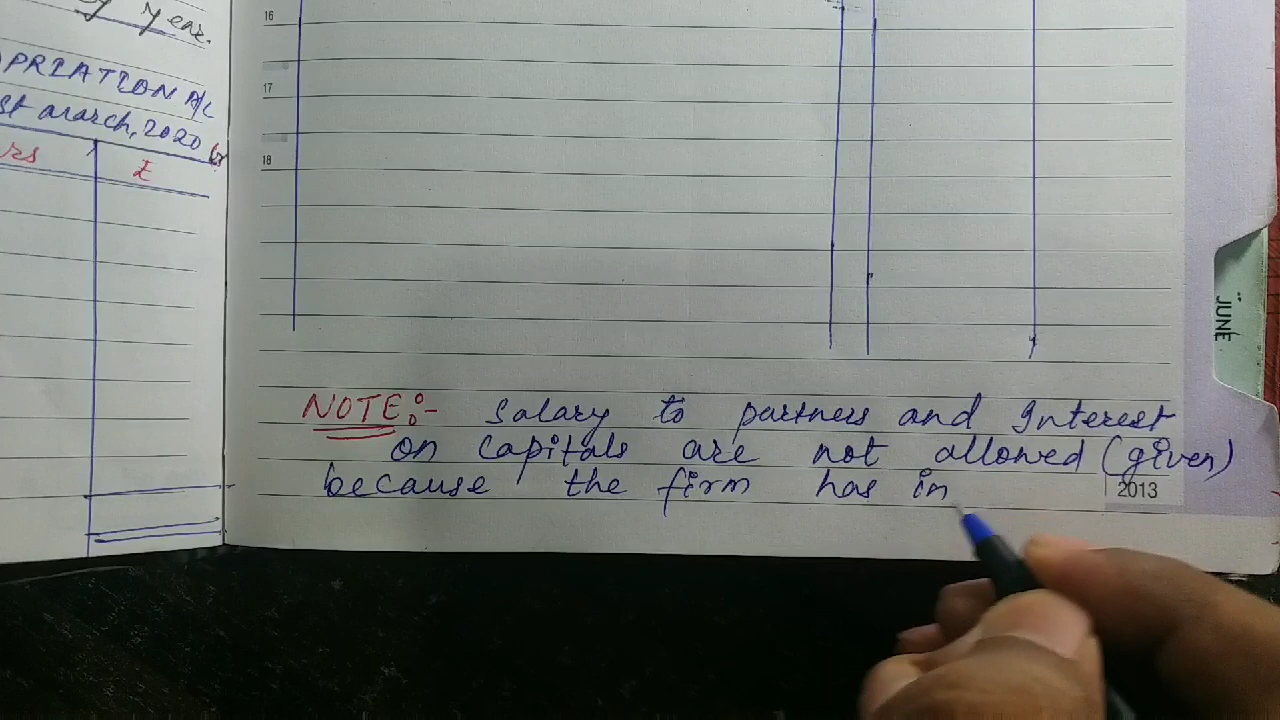 year.
PRIATION A/C
st march, 2020
rs ₹
16
17
18
JUNE
NOTE:- Salary to partners and Interest
on capitals are not allowed (given)
because the firm has in
2013